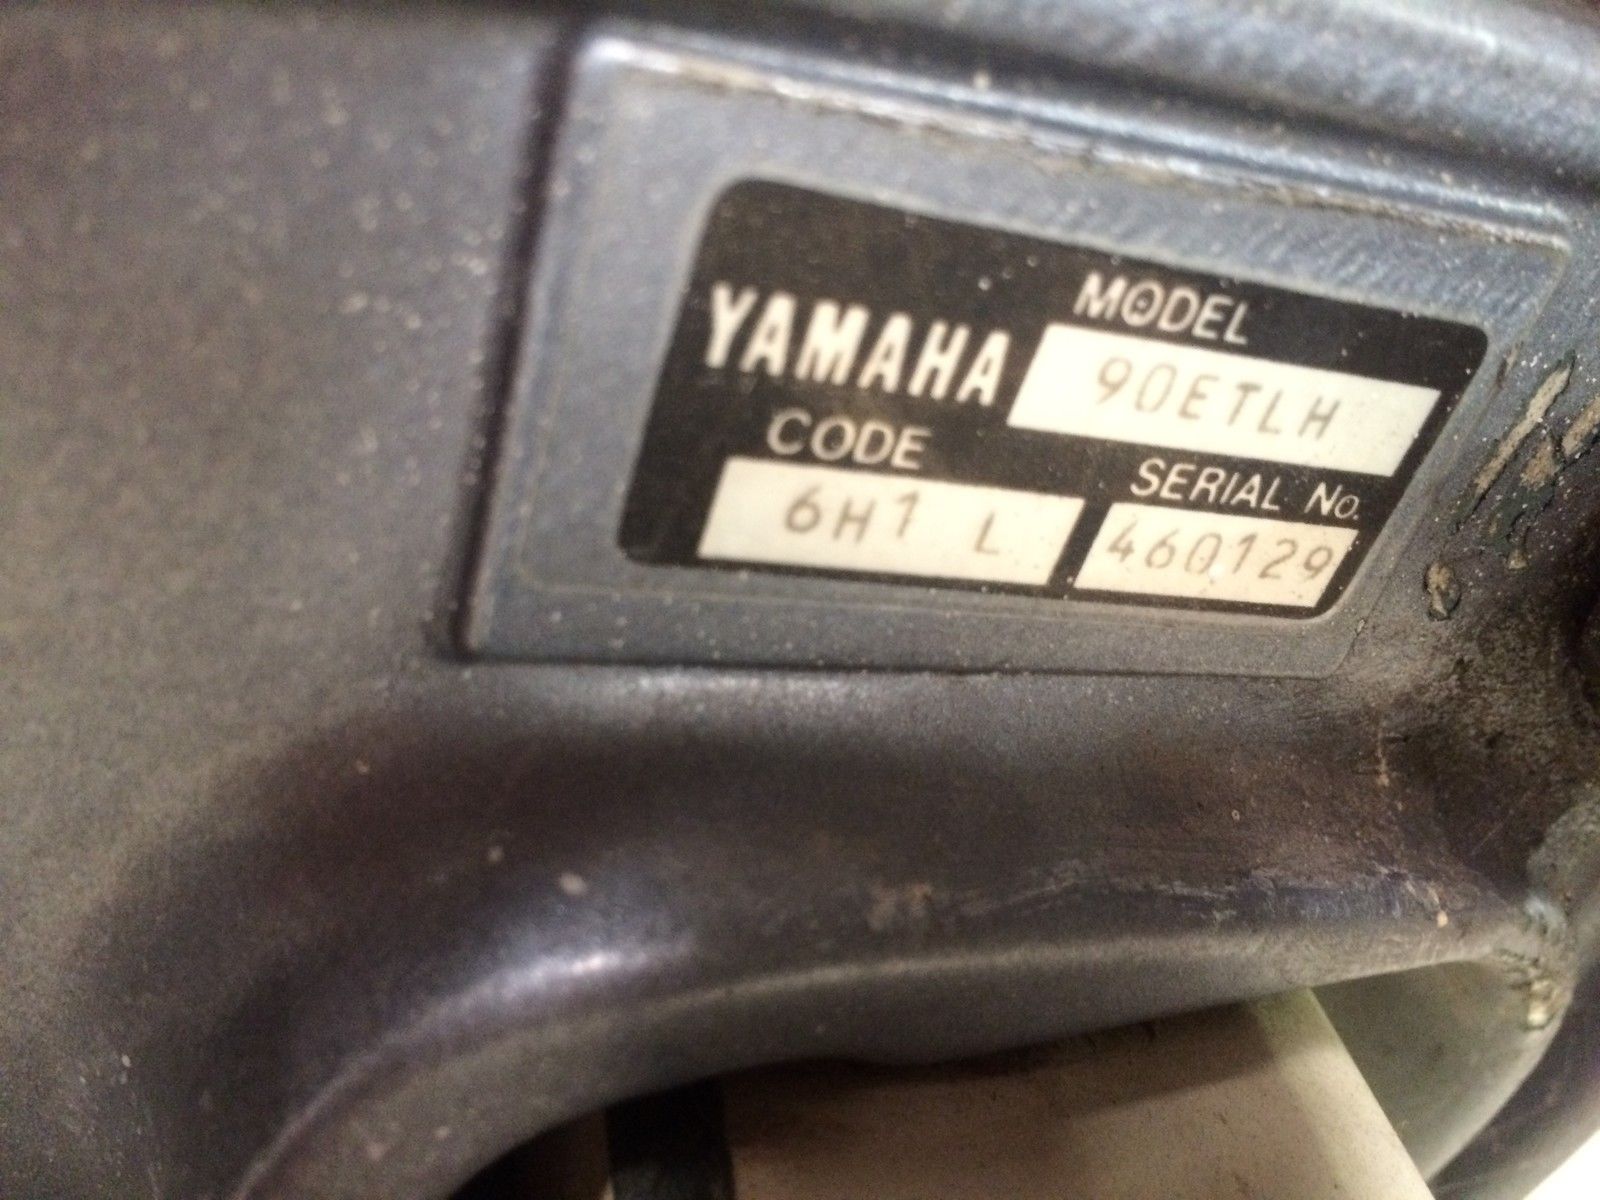 MODEL
YAMAHA 90ETLH
CODE SERIAL No.
6H1 L 460129